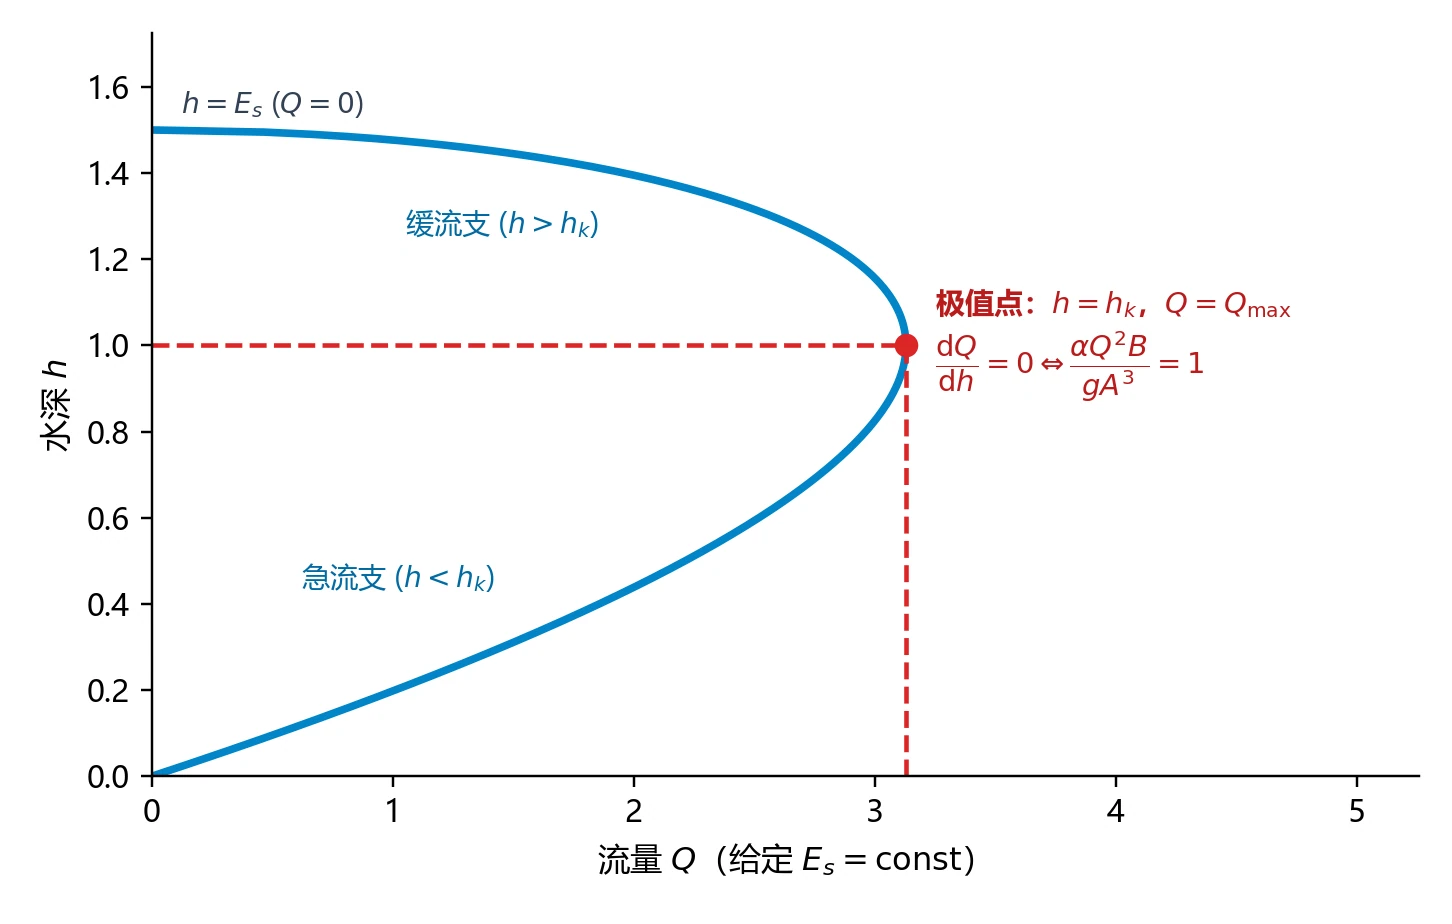 1.6
h = E_s (Q = 0)
1.4
缓流支 (h > h_k)
1.2
极值点：h = h_k，Q = Q_max
1.0
dQ/dh = 0 ⇔ αQ²B/gA³ = 1
水深 h
0.8
0.6
急流支 (h < h_k)
0.4
0.2
0.0
0 1 2 3 4 5
流量 Q（给定 E_s = const）